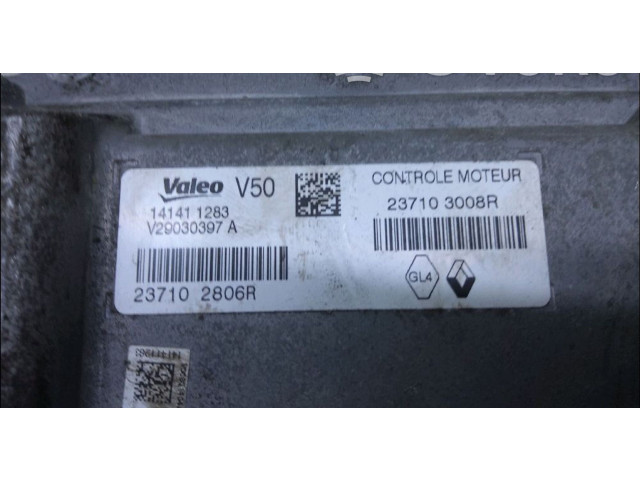 Valeo V50
14141 1283
V29030397 A
23710 2806R
CONTROLE MOTEUR
23710 3008R
GL4